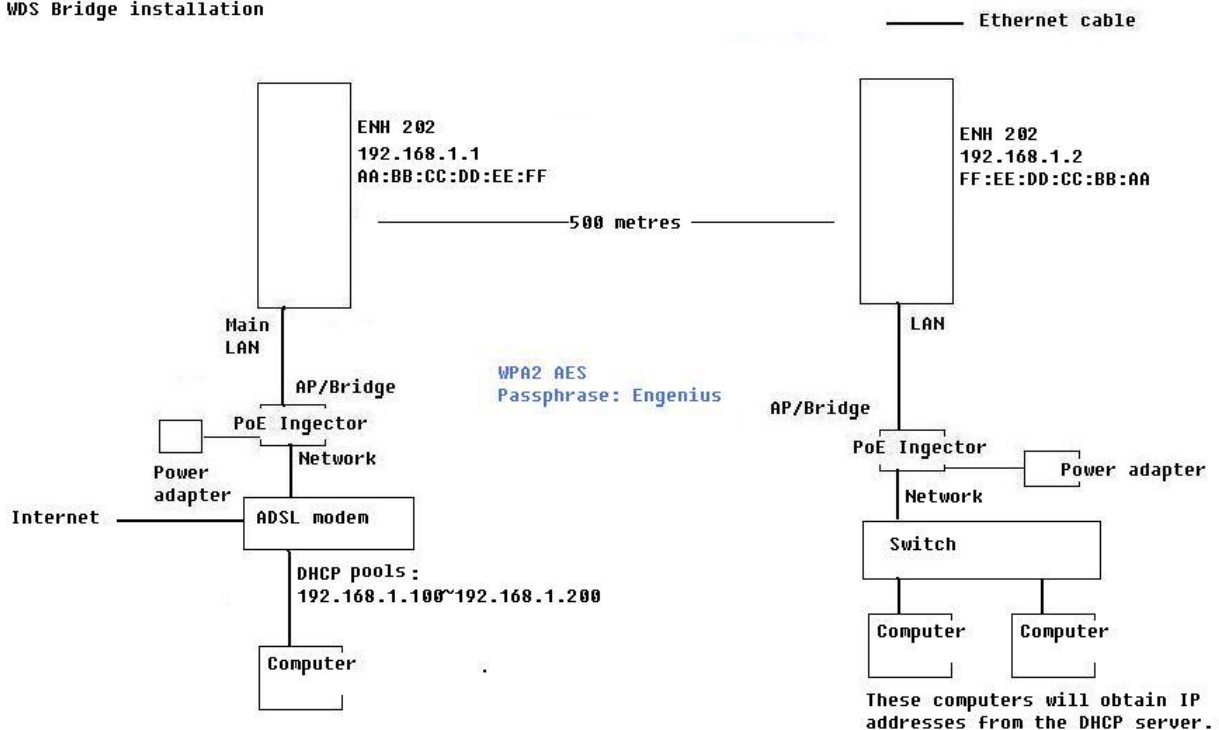 WDS Bridge installation
Ethernet cable
ENH 202
192.168.1.1
AA:BB:CC:DD:EE:FF
ENH 202
192.168.1.2
FF:EE:DD:CC:BB:AA
500 metres
Main
LAN
LAN
WPA2 AES
Passphrase: Engenius
AP/Bridge
PoE Ingector
Network
Power
adapter
AP/Bridge
PoE Ingector
Power adapter
Network
Internet
ADSL modem
Switch
DHCP pools:
192.168.1.100~192.168.1.200
Computer
Computer
Computer
These computers will obtain IP
addresses from the DHCP server.